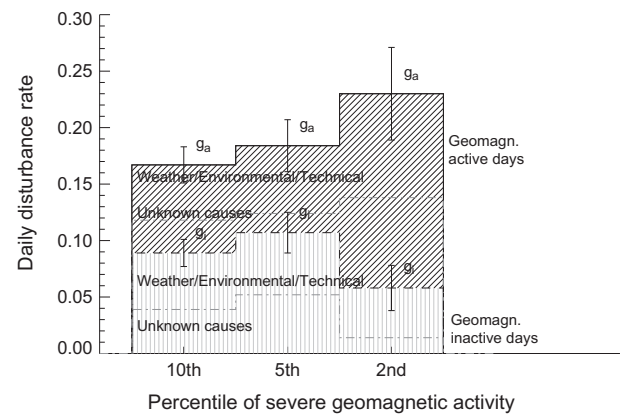 0.30
0.25
0.20
0.15
0.10
0.05
0.00
Daily disturbance rate
ga
ga
ga
Geomagn.
active days
Weather/Environmental/Technical
Unknown causes
gi
gi
gi
Weather/Environmental/Technical
Unknown causes
Geomagn.
inactive days
10th
5th
2nd
Percentile of severe geomagnetic activity